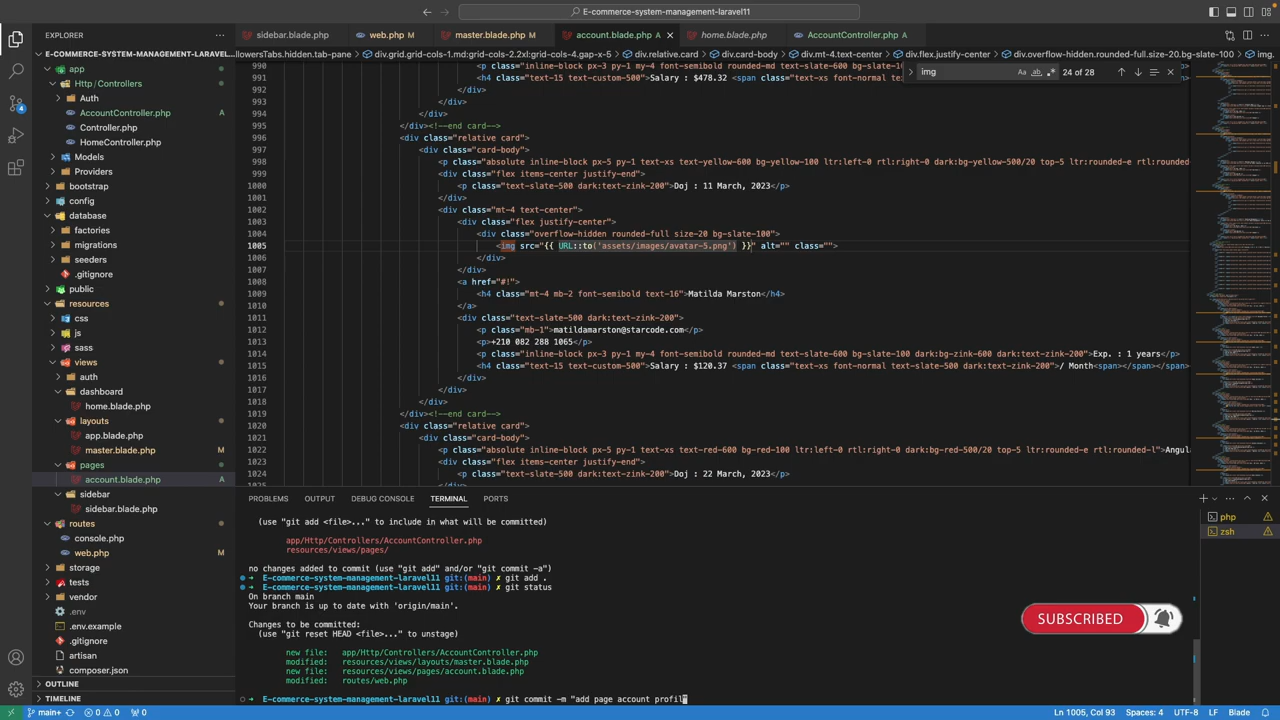 E-commerce-system-management-laravel11
EXPLORER
sidebar.blade.php
web.php M
master.blade.php M
account.blade.php A
home.blade.php
AccountController.php A
E-COMMERCE-SYSTEM-MANAGEMENT-LARAVEL...
llowersTabs.hidden.tab-pane > div.grid.grid-cols-1.md:grid-cols-2.2xl:grid-cols-4.gap-x-5 > div.relative.card > div.card-body > div.mt-4.text-center > div.flex.justify-center > div.overflow-hidden.rounded-full.size-20.bg-slate-100 > img.
img
24 of 28
app
Http / Controllers
Auth
AccountController.php A
Controller.php
HomeController.php
Models
Providers
bootstrap
config
database
factories
migrations
seeders
.gitignore
public
resources
css
js
sass
views
auth
dashboard
home.blade.php
layouts
app.blade.php
master.blade.php M
pages
account.blade.php A
sidebar
sidebar.blade.php
routes
console.php
web.php M
storage
tests
vendor
.env
.env.example
.gitignore
artisan
composer.json
OUTLINE
TIMELINE
990 <p class="inline-block px-3 py-1 my-4 font-semibold rounded-md text-slate-600 bg-slate-10
991 <h4 class="text-15 text-custom-500">Salary : $478.32 <span class="text-xs font-normal te
992 </div>
993 </div>
994 </div>
995 </div><!--end card-->
996 <div class="relative card">
997 <div class="card-body">
998 <p class="absolute inline-block px-5 py-1 text-xs text-yellow-600 bg-yellow-100 ltr:left-0 rtl:right-0 dark:bg-yellow-500/20 top-5 ltr:rounded-e rtl:rounded
999 <div class="flex items-center justify-end">
1000 <p class="text-slate-500 dark:text-zink-200">Doj : 11 March, 2023</p>
1001 </div>
1002 <div class="mt-4 text-center">
1003 <div class="flex justify-center">
1004 <div class="overflow-hidden rounded-full size-20 bg-slate-100">
1005 <img src="{{ URL::to('assets/images/avatar-5.png') }}" alt="" class="">
1006 </div>
1007 </div>
1008 <a href="#!">
1009 <h4 class="mt-4 mb-2 font-semibold text-16">Matilda Marston</h4>
1010 </a>
1011 <div class="text-slate-500 dark:text-zink-200">
1012 <p class="mb-1">matildamarston@starcode.com</p>
1013 <p>+210 082 286 1065</p>
1014 <p class="inline-block px-3 py-1 my-4 font-semibold rounded-md text-slate-600 bg-slate-100 dark:bg-zink-600 dark:text-zink-200">Exp. : 1 years</p>
1015 <h4 class="text-15 text-custom-500">Salary : $120.37 <span class="text-xs font-normal text-slate-500 dark:text-zink-200">/ Month<span></span></span>
1016 </div>
1017 </div>
1018 </div>
1019 </div><!--end card-->
1020 <div class="relative card">
1021 <div class="card-body">
1022 <p class="absolute inline-block px-5 py-1 text-xs text-red-600 bg-red-100 ltr:left-0 rtl:right-0 dark:bg-red-500/20 top-5 ltr:rounded-e rtl:rounded-l">Angul
1023 <div class="flex items-center justify-end">
1024 <p class="text-slate-500 dark:text-zink-200">Doj : 22 March, 2023</p>
1025 </div>
PROBLEMS OUTPUT DEBUG CONSOLE TERMINAL PORTS
(use "git add <file>..." to include in what will be committed)
app/Http/Controllers/AccountController.php
resources/views/pages/
no changes added to commit (use "git add" and/or "git commit -a")
➜ E-commerce-system-management-laravel11 git:(main) ✗ git add .
➜ E-commerce-system-management-laravel11 git:(main) ✗ git status
On branch main
Your branch is up to date with 'origin/main'.
Changes to be committed:
(use "git reset HEAD <file>..." to unstage)
new file: app/Http/Controllers/AccountController.php
modified: resources/views/layouts/master.blade.php
new file: resources/views/pages/account.blade.php
modified: routes/web.php
➜ E-commerce-system-management-laravel11 git:(main) ✗ git commit -m "add page account profil
php
zsh
SUBSCRIBED
main+ 0 0 0
Ln 1005, Col 93 Spaces: 4 UTF-8 LF Blade